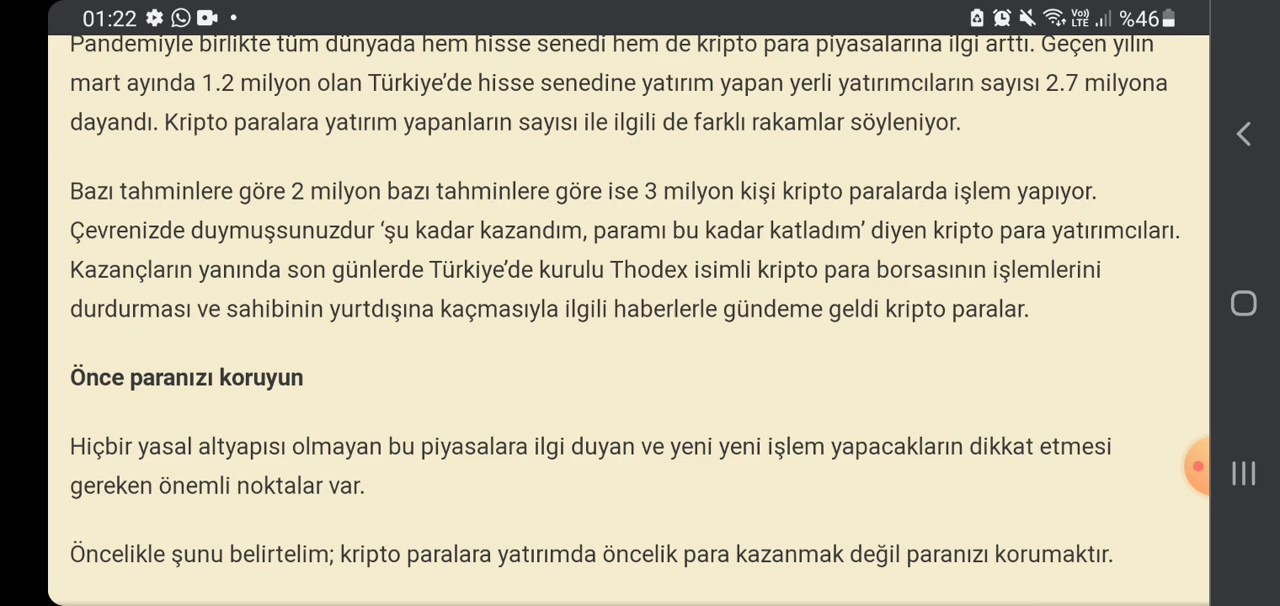 01:22
Vo)) LTE %46
Pandemiyle birlikte tüm dünyada hem hisse senedi hem de kripto para piyasalarına ilgi arttı. Geçen yılın
mart ayında 1.2 milyon olan Türkiye’de hisse senedine yatırım yapan yerli yatırımcıların sayısı 2.7 milyona
dayandı. Kripto paralara yatırım yapanların sayısı ile ilgili de farklı rakamlar söyleniyor.
Bazı tahminlere göre 2 milyon bazı tahminlere göre ise 3 milyon kişi kripto paralarda işlem yapıyor.
Çevrenizde duymuşsunuzdur ‘şu kadar kazandım, paramı bu kadar katladım’ diyen kripto para yatırımcıları.
Kazançların yanında son günlerde Türkiye’de kurulu Thodex isimli kripto para borsasının işlemlerini
durdurması ve sahibinin yurtdışına kaçmasıyla ilgili haberlerle gündeme geldi kripto paralar.
Önce paranızı koruyun
Hiçbir yasal altyapısı olmayan bu piyasalara ilgi duyan ve yeni yeni işlem yapacakların dikkat etmesi
gereken önemli noktalar var.
Öncelikle şunu belirtelim; kripto paralara yatırımda öncelik para kazanmak değil paranızı korumaktır.